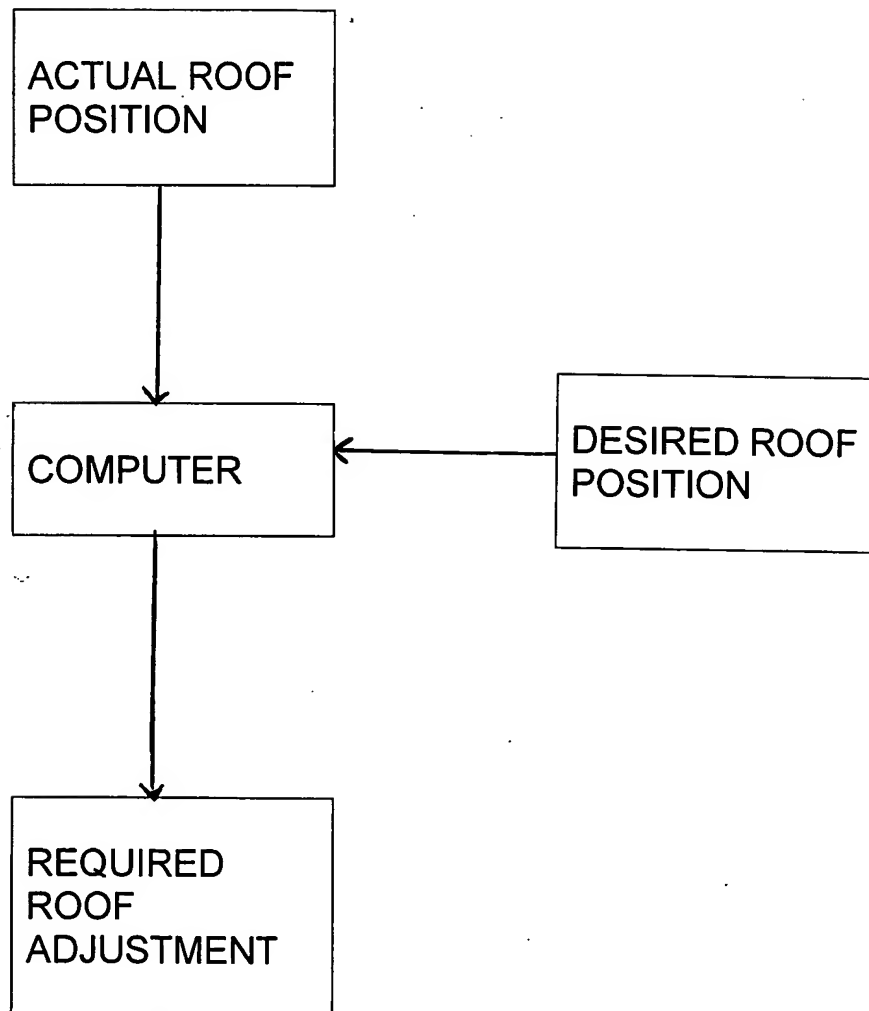 ACTUAL ROOF
POSITION
COMPUTER
DESIRED ROOF
POSITION
REQUIRED
ROOF
ADJUSTMENT